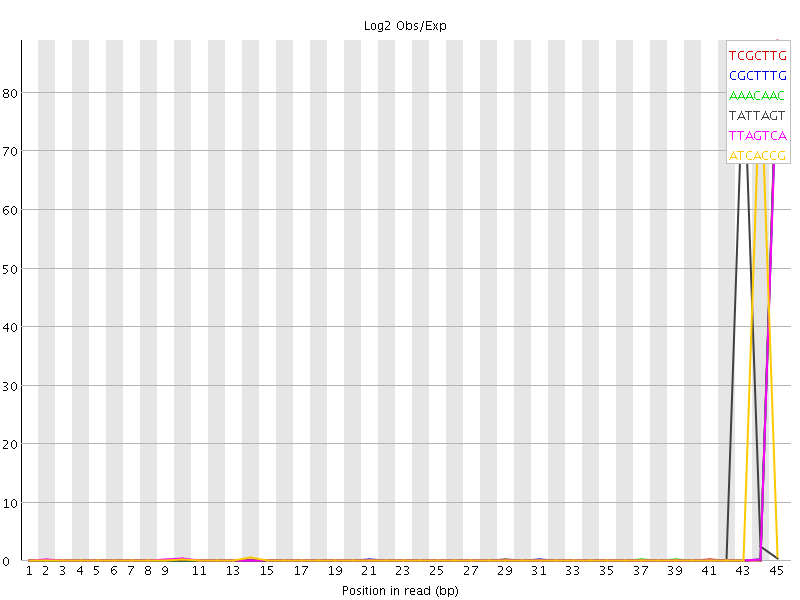 Log2 Obs/Exp
80
70
60
50
40
30
20
10
0
TCGCTTG
CGCTTTG
AAACAAC
TATTAGT
TTAGTCA
ATCACCG
1 2 3 4 5 6 7 8 9 11 13 15 17 19 21 23 25 27 29 31 33 35 37 39 41 43 45
Position in read (bp)